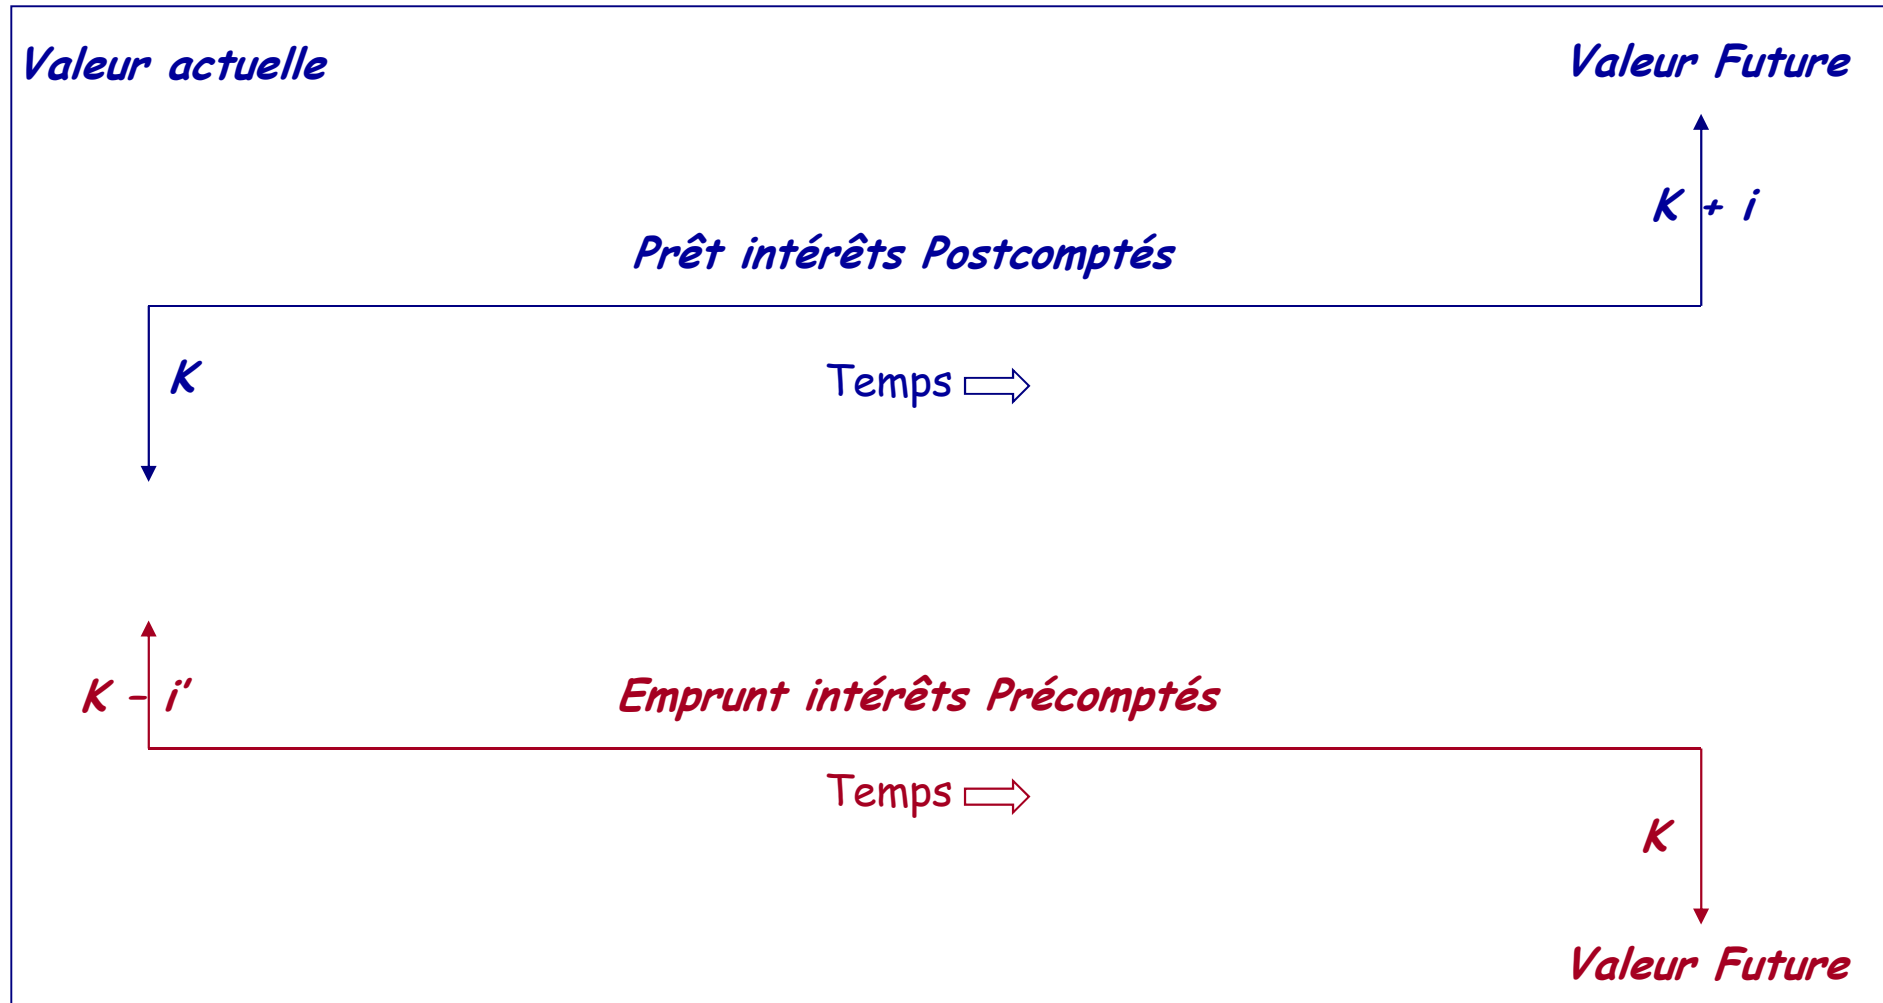 Valeur actuelle
Valeur Future
K + i
Prêt intérêts Postcomptés
K
Temps
K - i'
Emprunt intérêts Précomptés
Temps
K
Valeur Future